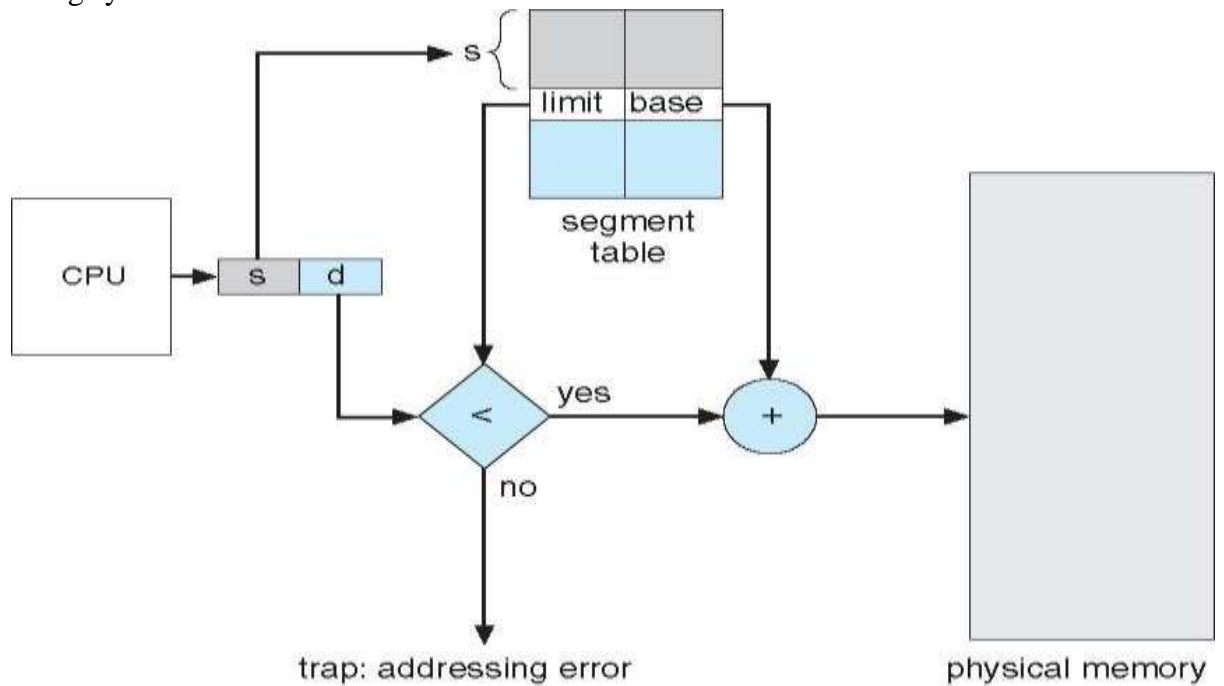 s
limit base
segment
table
CPU
s d
<
yes
+
no
trap: addressing error
physical memory